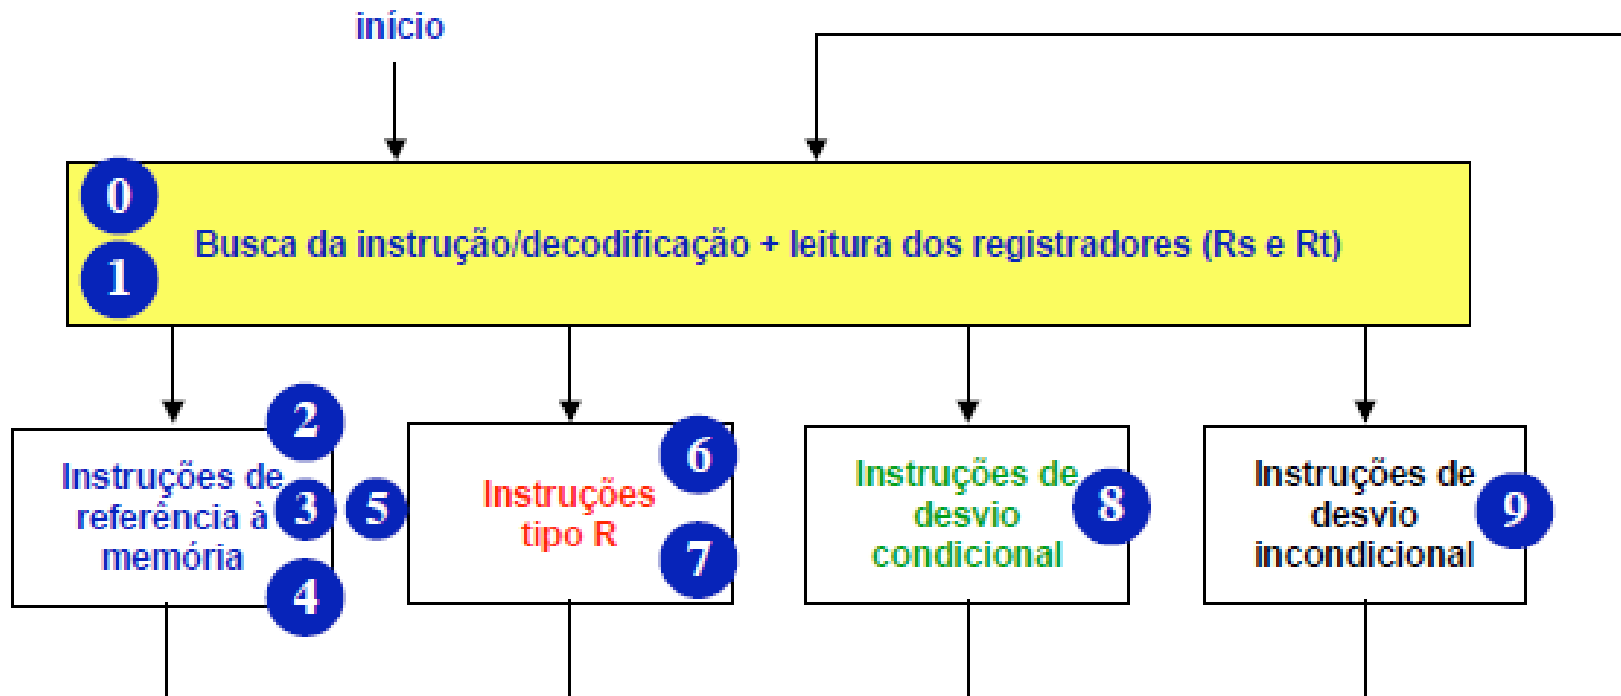 início
0
1
Busca da instrução/decodificação + leitura dos registradores (Rs e Rt)
2
Instruções de
referência à
memória
3
5
4
Instruções
tipo R
6
7
Instruções de
desvio
condicional
8
Instruções de
desvio
incondicional
9